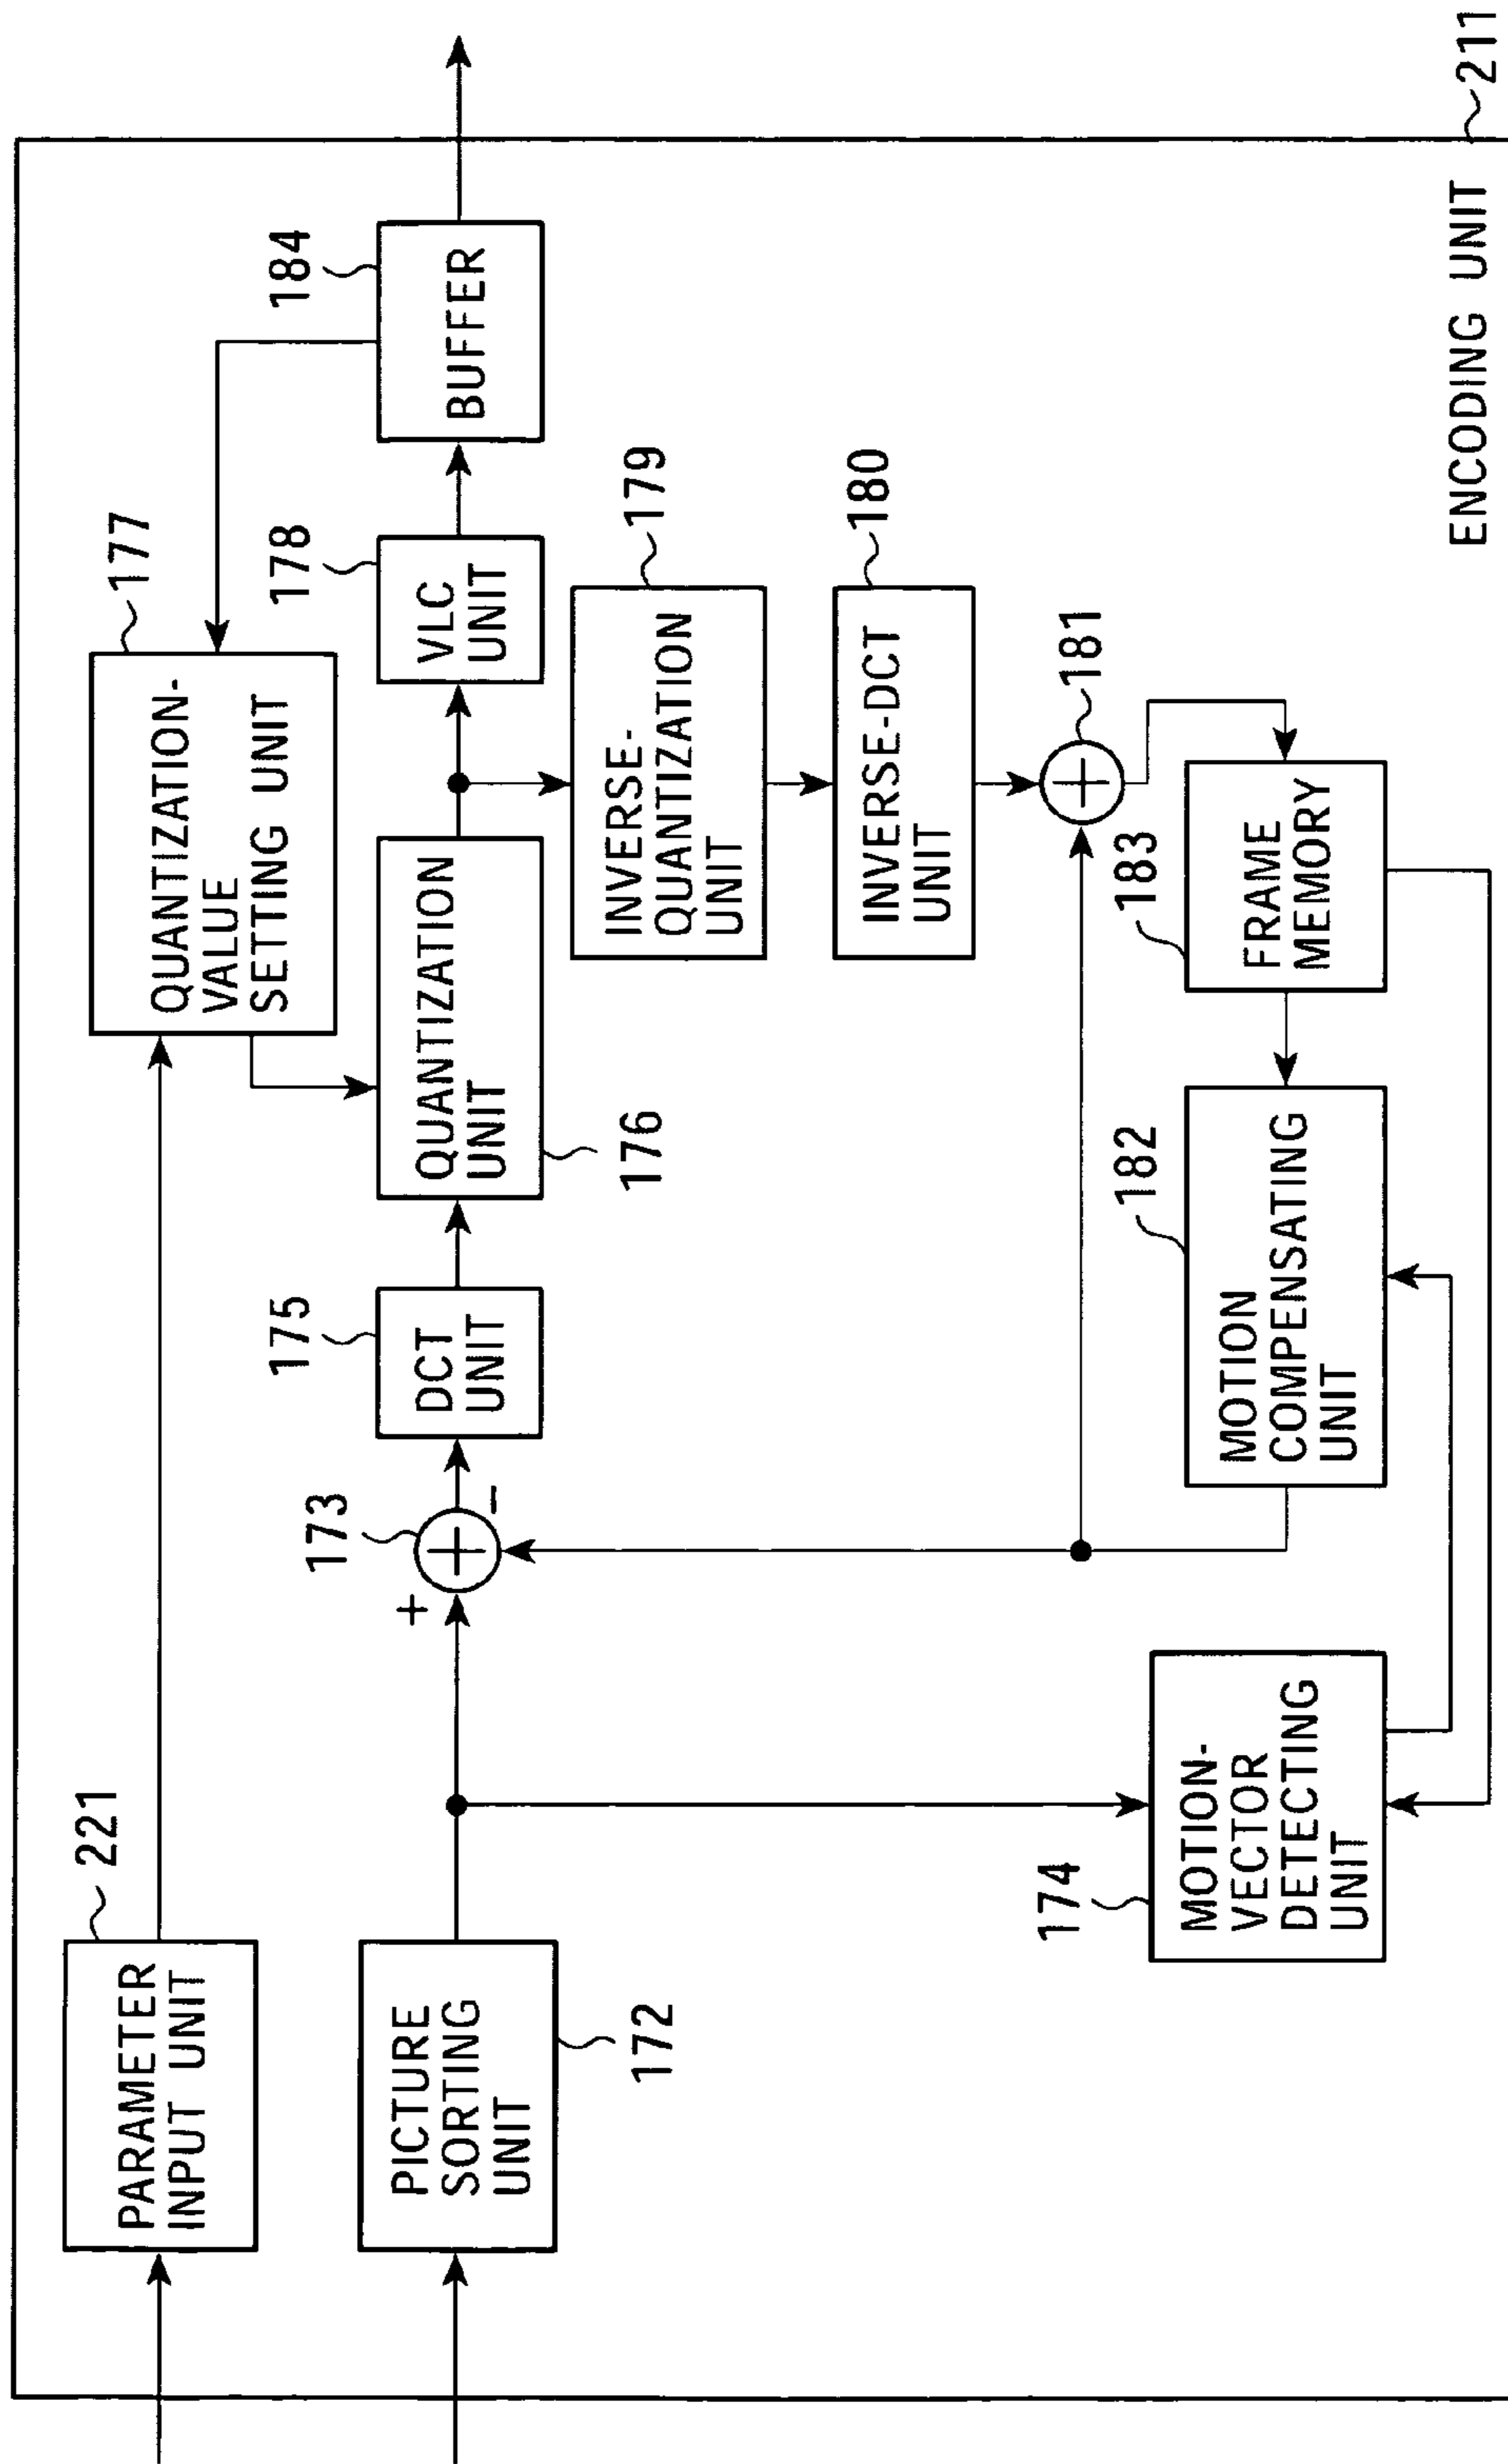 221
PARAMETER
INPUT UNIT
177
QUANTIZATION-
VALUE
SETTING UNIT
184
BUFFER
178
VLC
UNIT
175
DCT
UNIT
173
+
−
QUANTIZATION
UNIT
176
PICTURE
SORTING
UNIT
172
179
INVERSE-
QUANTIZATION
UNIT
180
INVERSE-DCT
UNIT
181
183
FRAME
MEMORY
182
MOTION
COMPENSATING
UNIT
174
MOTION-
VECTOR
DETECTING
UNIT
ENCODING UNIT
211